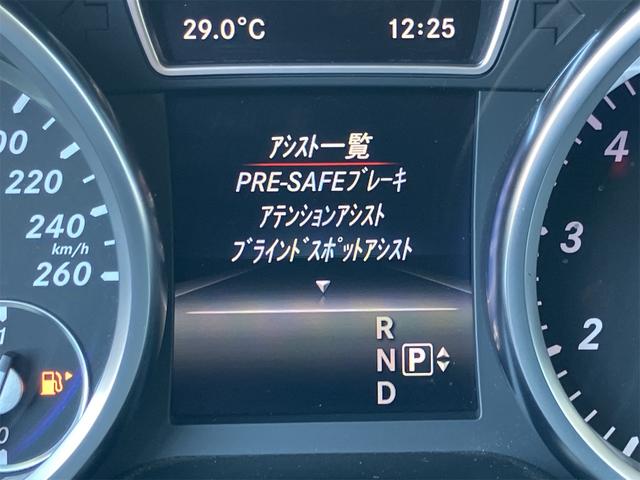 29.0°C 12:25
ｱｼｽﾄ一覧
PRE-SAFEﾌﾞﾚｰｷ
ｱﾃﾝｼｮﾝｱｼｽﾄ
ﾌﾞﾗｲﾝﾄﾞｽﾎﾟｯﾄｱｼｽﾄ
R
N P
D
220
240
km/h
260
4
3
2